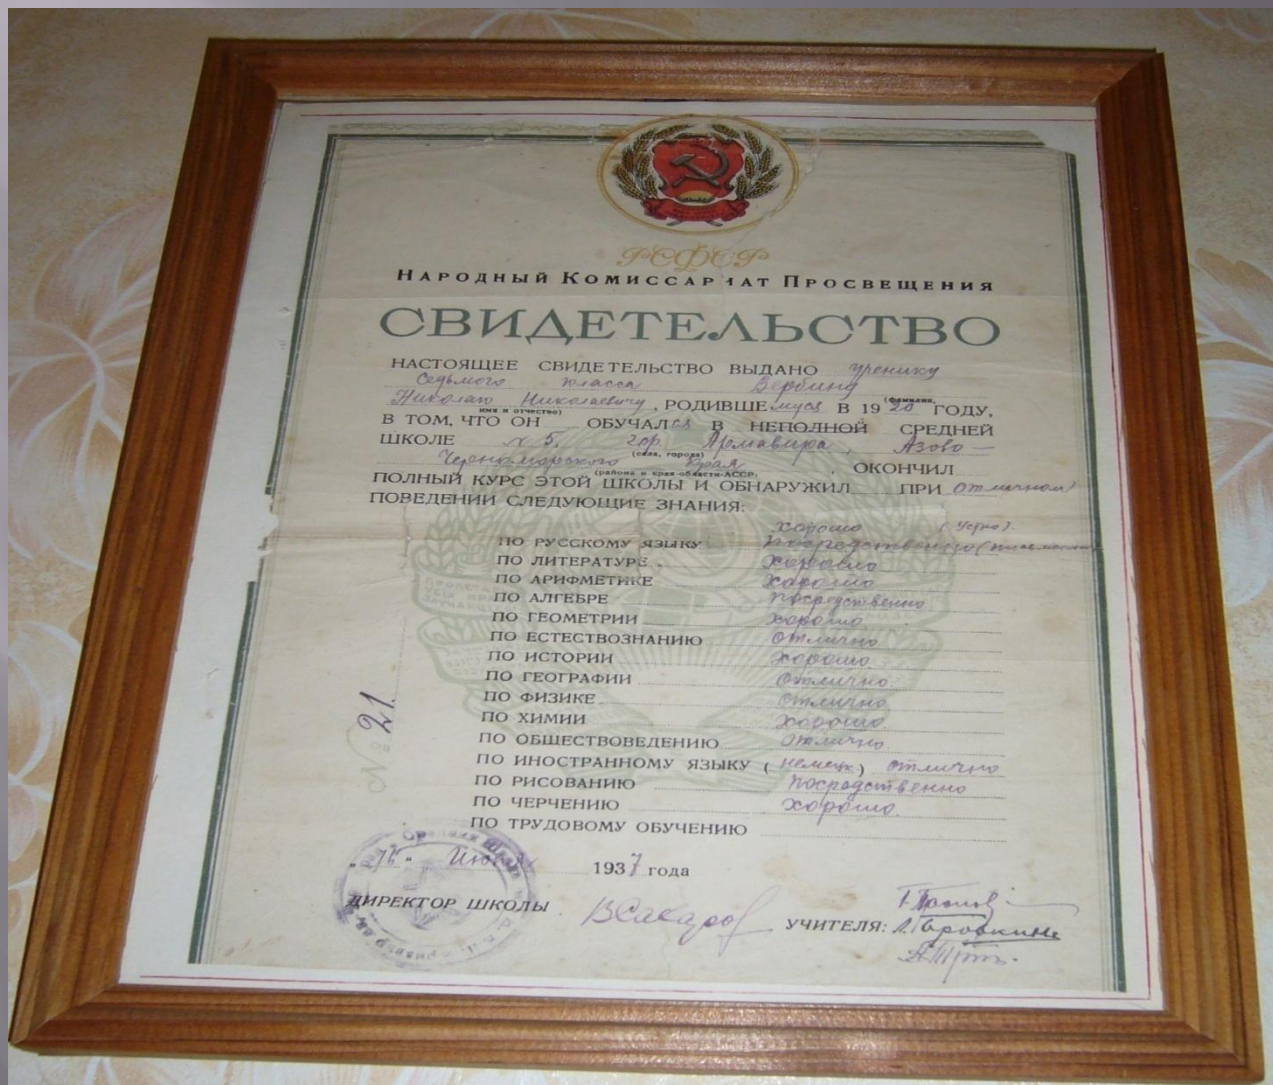 РСФСР
НАРОДНЫЙ КОМИССАРИАТ ПРОСВЕЩЕНИЯ
СВИДЕТЕЛЬСТВО
НАСТОЯЩЕЕ СВИДЕТЕЛЬСТВО ВЫДАНО ученику
Седьмого класса Вербину
(фамилия,
Николаю Николаевичу, РОДИВШЕмуся В 1920 ГОДУ,
имя и отчество)
В ТОМ, ЧТО ОН ОБУЧАЛся В НЕПОЛНОЙ СРЕДНЕЙ
ШКОЛЕ № 5, гор. Армавира, Азово-
(села, города)
Черноморского Края, ОКОНЧИЛ
(района и края-области-АССР)
ПОЛНЫЙ КУРС ЭТОЙ ШКОЛЫ И ОБНАРУЖИЛ ПРИ отличном
ПОВЕДЕНИИ СЛЕДУЮЩИЕ ЗНАНИЯ:
хорошо (устно).
ПО РУССКОМУ ЯЗЫКУ посредственно (письменно
ПО ЛИТЕРАТУРЕ хорошо
ПО АРИФМЕТИКЕ хорошо
ПО АЛГЕБРЕ посредственно
ПО ГЕОМЕТРИИ хорошо
ПО ЕСТЕСТВОЗНАНИЮ отлично
ПО ИСТОРИИ хорошо.
ПО ГЕОГРАФИИ отлично.
ПО ФИЗИКЕ отлично
ПО ХИМИИ хорошо.
ПО ОБЩЕСТВОВЕДЕНИЮ отлично
ПО ИНОСТРАННОМУ ЯЗЫКУ (немецк) отлично
ПО РИСОВАНИЮ посредственно
ПО ЧЕРЧЕНИЮ хорошо.
ПО ТРУДОВОМУ ОБУЧЕНИЮ
№ 21.
"16" 1937 года
ДИРЕКТОР ШКОЛЫ УЧИТЕЛЯ: